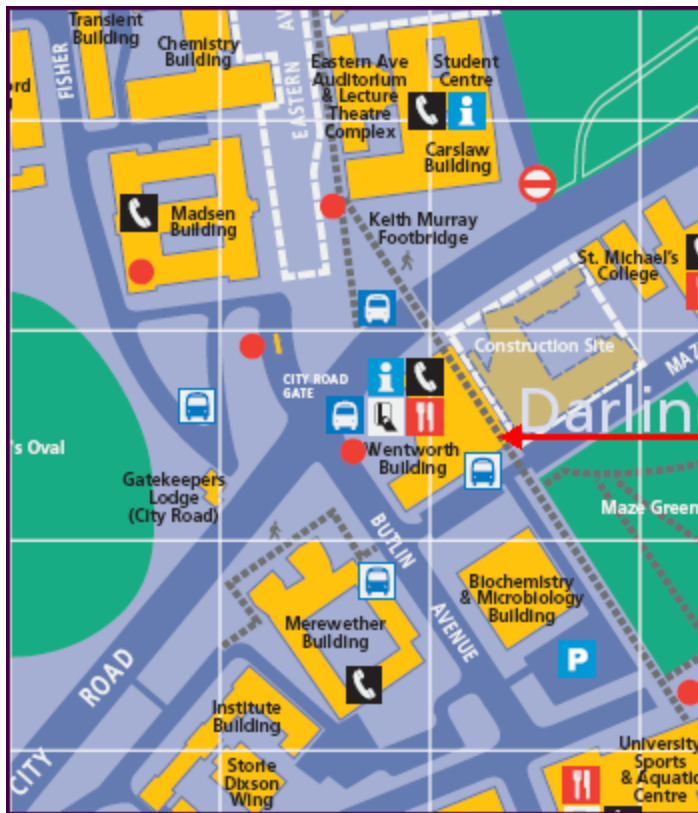 Transient
Building
Chemistry
Building
FISHER
EASTERN
AV
Eastern Ave
Auditorium
& Lecture
Theatre
Complex
Student
Centre
Carslaw
Building
ord
Madsen
Building
Keith Murray
Footbridge
St. Michael's
College
Construction Site
MAZ
CITY ROAD
GATE
Darlin
's Oval
Wentworth
Building
Gatekeepers
Lodge
(City Road)
Maze Green
BUTLIN
AVENUE
Biochemistry
& Microbiology
Building
Merewether
Building
P
CITY ROAD
Institute
Building
Storie
Dixson
Wing
University
Sports
& Aquatic
Centre